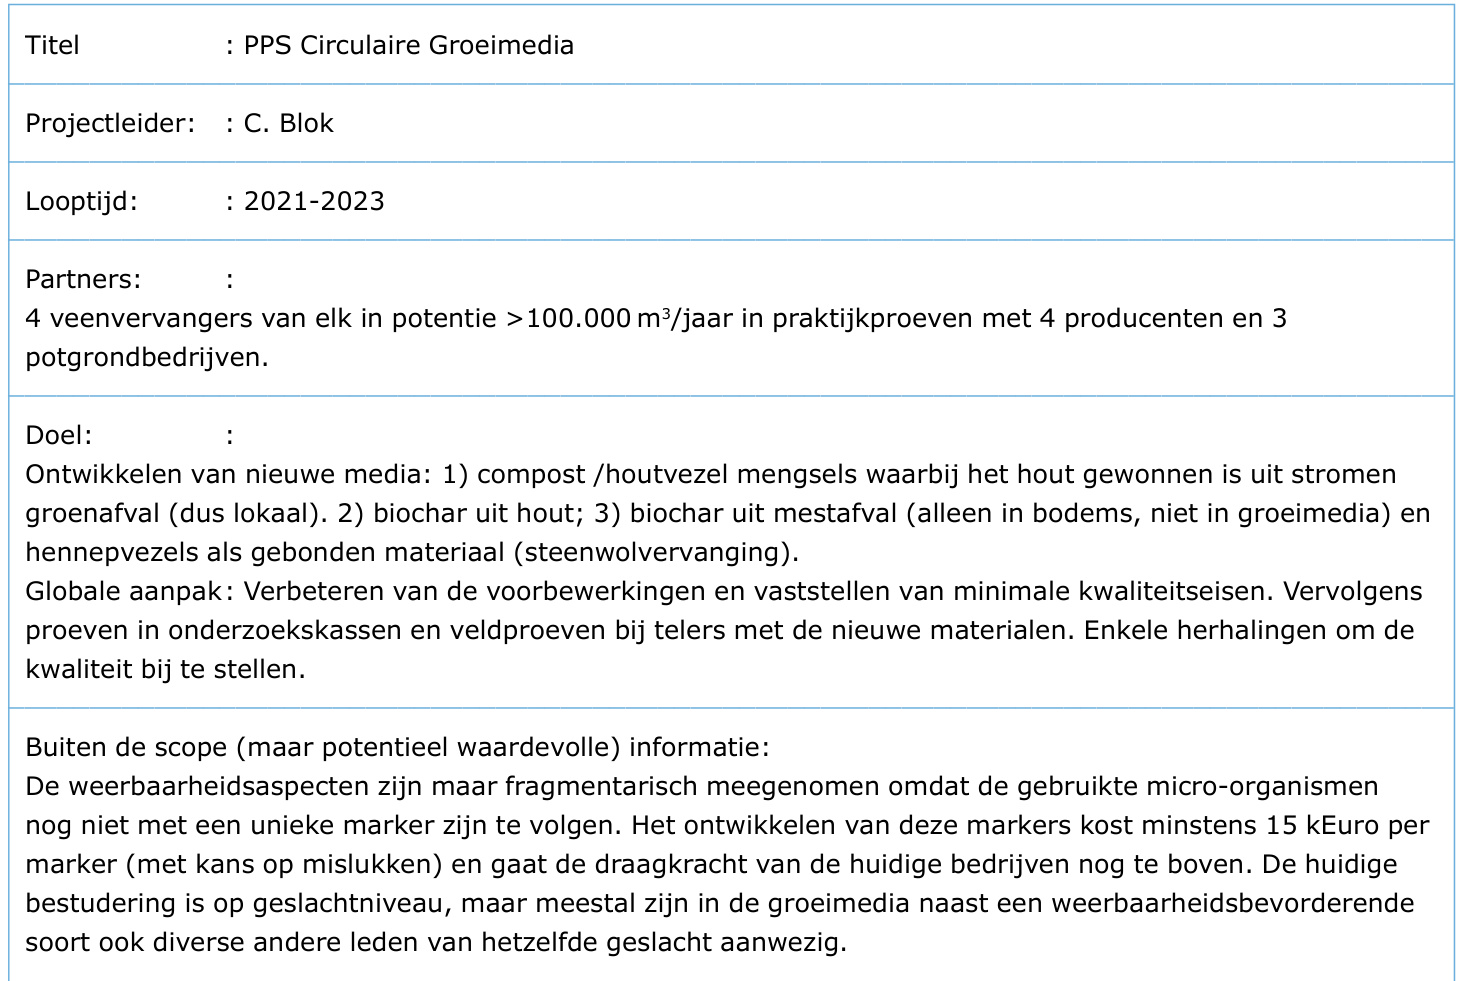 Titel : PPS Circulaire Groeimedia
Projectleider: : C. Blok
Looptijd: : 2021-2023
Partners: :
4 veenvervangers van elk in potentie >100.000 m³/jaar in praktijkproeven met 4 producenten en 3
potgrondbedrijven.
Doel: :
Ontwikkelen van nieuwe media: 1) compost /houtvezel mengsels waarbij het hout gewonnen is uit stromen
groenafval (dus lokaal). 2) biochar uit hout; 3) biochar uit mestafval (alleen in bodems, niet in groeimedia) en
hennepvezels als gebonden materiaal (steenwolvervanging).
Globale aanpak: Verbeteren van de voorbewerkingen en vaststellen van minimale kwaliteitseisen. Vervolgens
proeven in onderzoekskassen en veldproeven bij telers met de nieuwe materialen. Enkele herhalingen om de
kwaliteit bij te stellen.
Buiten de scope (maar potentieel waardevolle) informatie:
De weerbaarheidsaspecten zijn maar fragmentarisch meegenomen omdat de gebruikte micro-organismen
nog niet met een unieke marker zijn te volgen. Het ontwikkelen van deze markers kost minstens 15 kEuro per
marker (met kans op mislukken) en gaat de draagkracht van de huidige bedrijven nog te boven. De huidige
bestudering is op geslachtniveau, maar meestal zijn in de groeimedia naast een weerbaarheidsbevorderende
soort ook diverse andere leden van hetzelfde geslacht aanwezig.